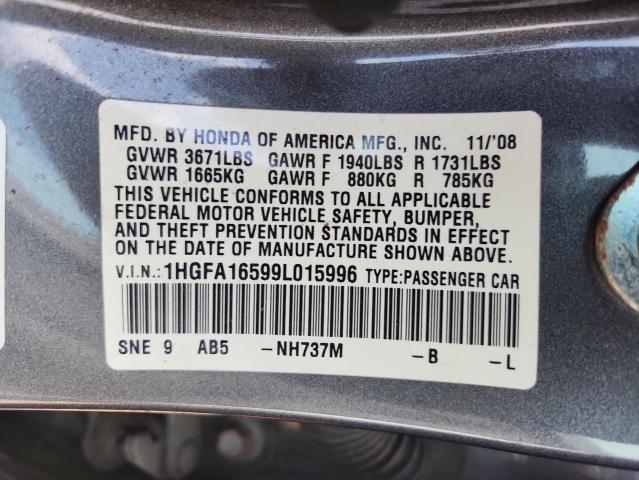 MFD. BY HONDA OF AMERICA MFG., INC. 11/'08
GVWR 3671LBS GAWR F 1940LBS R 1731LBS
GVWR 1665KG GAWR F 880KG R 785KG
THIS VEHICLE CONFORMS TO ALL APPLICABLE
FEDERAL MOTOR VEHICLE SAFETY, BUMPER,
AND THEFT PREVENTION STANDARDS IN EFFECT
ON THE DATE OF MANUFACTURE SHOWN ABOVE.
V.I.N.: 1HGFA16599L015996 TYPE:PASSENGER CAR
SNE 9 AB5 -NH737M -B -L